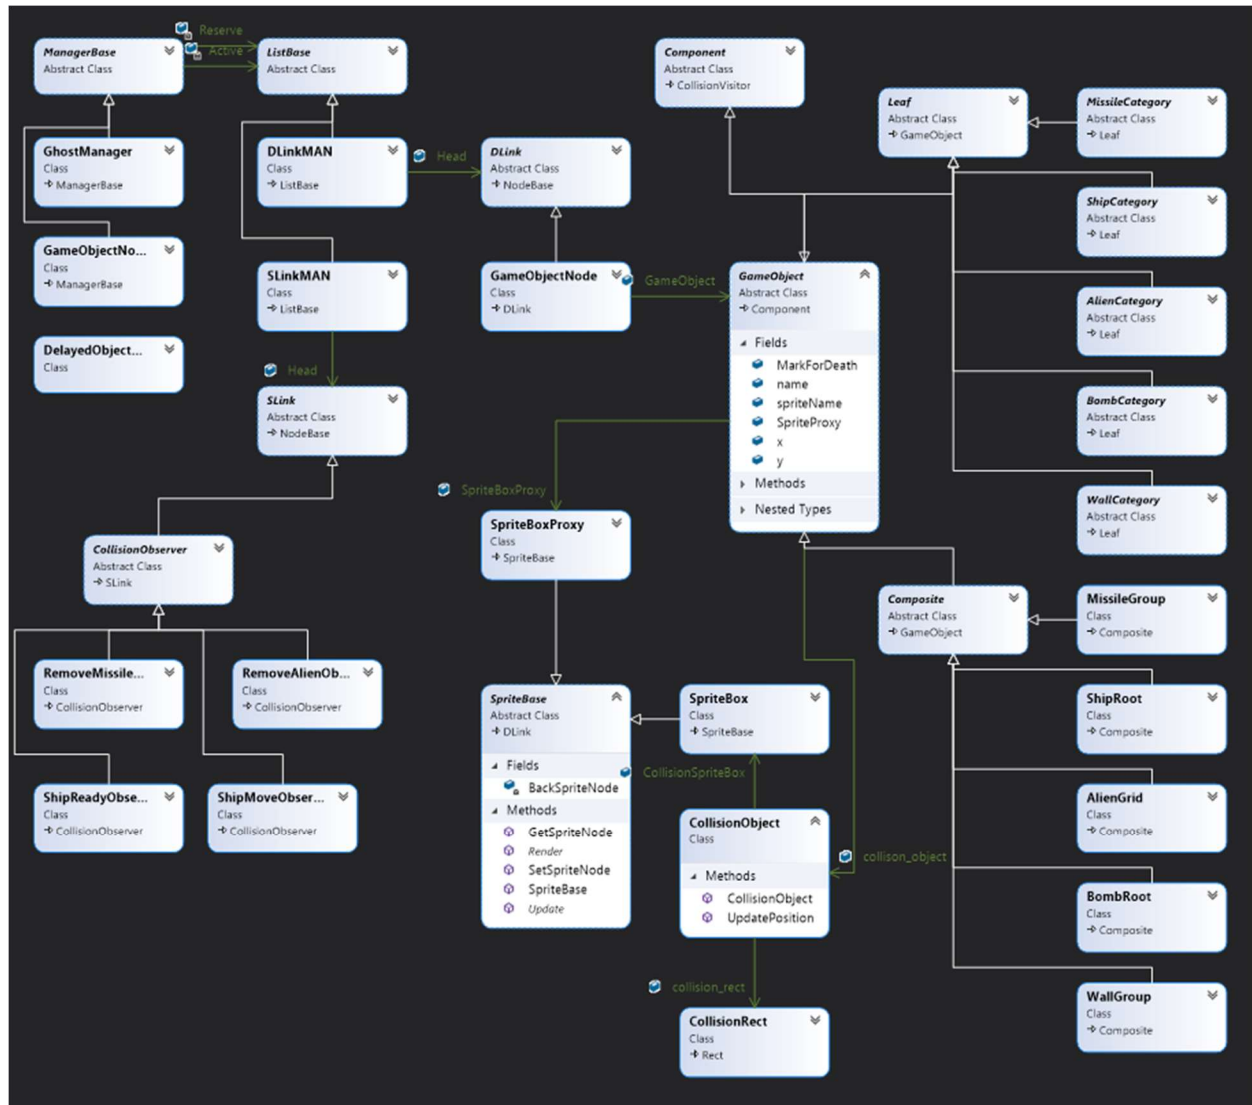 Reserve
Active
ManagerBase
Abstract Class
ListBase
Abstract Class
Component
Abstract Class
CollisionVisitor
Leaf
Abstract Class
GameObject
MissileCategory
Abstract Class
Leaf
GhostManager
Class
ManagerBase
DLinkMAN
Class
ListBase
Head
DLink
Abstract Class
NodeBase
ShipCategory
Abstract Class
Leaf
GameObjectNo...
Class
ManagerBase
SLinkMAN
Class
ListBase
GameObjectNode
Class
DLink
GameObject
GameObject
Abstract Class
Component
Fields
MarkForDeath
name
spriteName
SpriteProxy
x
y
Methods
Nested Types
AlienCategory
Abstract Class
Leaf
DelayedObject...
Class
Head
SLink
Abstract Class
NodeBase
BombCategory
Abstract Class
Leaf
SpriteBoxProxy
SpriteBoxProxy
Class
SpriteBase
WallCategory
Abstract Class
Leaf
CollisionObserver
Abstract Class
SLink
Composite
Abstract Class
GameObject
MissileGroup
Class
Composite
RemoveMissile...
Class
CollisionObserver
RemoveAlienOb...
Class
CollisionObserver
SpriteBase
Abstract Class
DLink
Fields
BackSpriteNode
Methods
GetSpriteNode
Render
SetSpriteNode
SpriteBase
Update
SpriteBox
Class
SpriteBase
ShipRoot
Class
Composite
CollisionSpriteBox
ShipReadyObse...
Class
CollisionObserver
ShipMoveObser...
Class
CollisionObserver
CollisionObject
Class
Methods
CollisionObject
UpdatePosition
collison_object
AlienGrid
Class
Composite
BombRoot
Class
Composite
collision_rect
CollisionRect
Class
Rect
WallGroup
Class
Composite